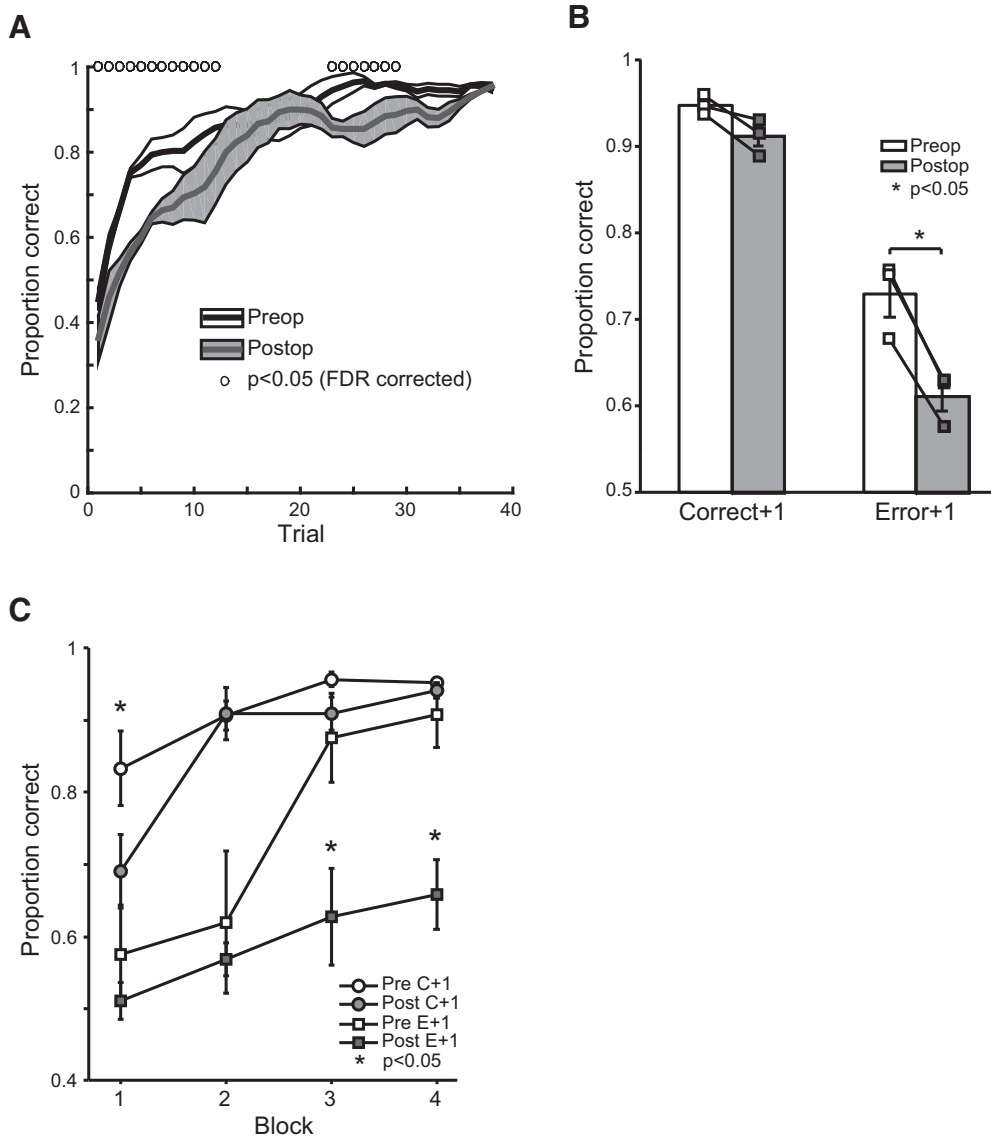 A
1
0.8
0.6
0.4
0.2
0
Proportion correct
0 10 20 30 40
Trial
Preop
Postop
p<0.05 (FDR corrected)
B
1
0.9
0.8
0.7
0.6
0.5
Proportion correct
Preop
Postop
* p<0.05
*
Correct+1 Error+1
C
1
0.8
0.6
0.4
Proportion correct
*
*
*
Pre C+1
Post C+1
Pre E+1
Post E+1
* p<0.05
1 2 3 4
Block